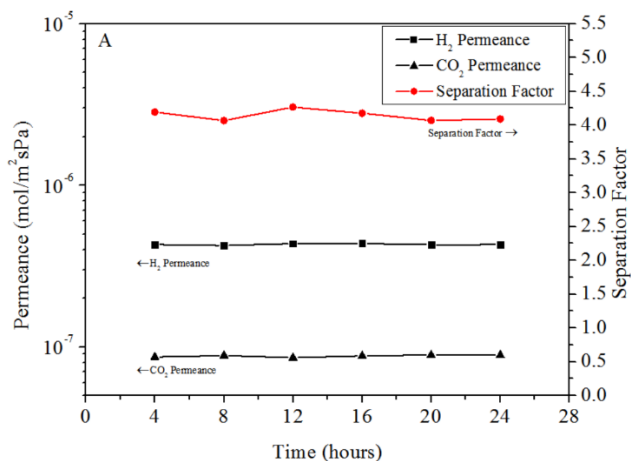 A
H2 Permeance
CO2 Permeance
Separation Factor
Separation Factor →
←H2 Permeance
←CO2 Permeance
Permeance (mol/m²sPa)
10⁻⁵
10⁻⁶
10⁻⁷
Separation Factor
5.5
5.0
4.5
4.0
3.5
3.0
2.5
2.0
1.5
1.0
0.5
0.0
0 4 8 12 16 20 24 28
Time (hours)